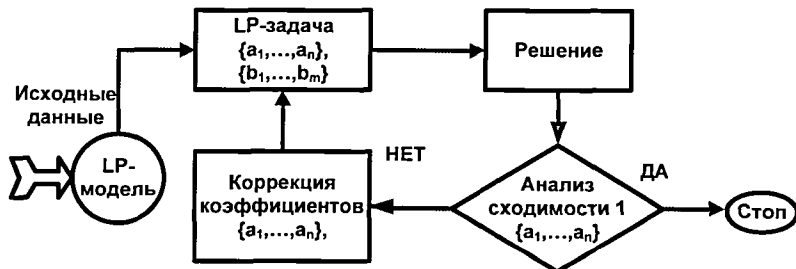 LP-задача
{a₁,...,aₙ},
{b₁,...,bₘ}
Решение
Исходные
данные
LP-
модель
НЕТ
Коррекция
коэффициентов
{a₁,...,aₙ},
Анализ
сходимости 1
{a₁,...,aₙ}
ДА
Стоп